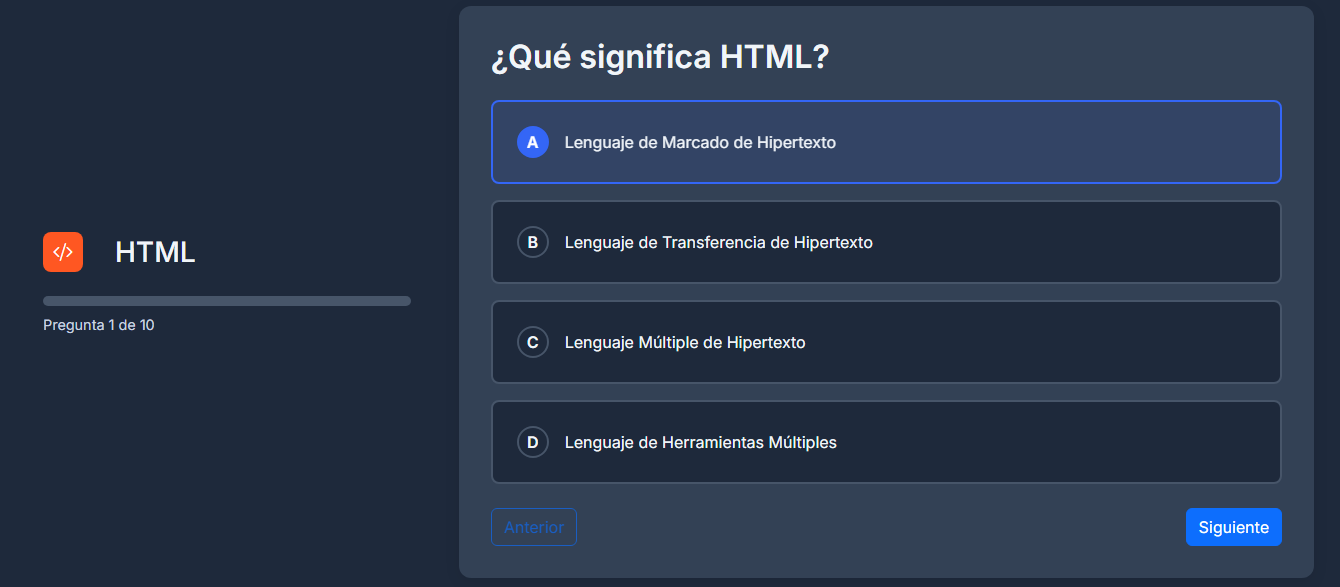 HTML
Pregunta 1 de 10
¿Qué significa HTML?
A Lenguaje de Marcado de Hipertexto
B Lenguaje de Transferencia de Hipertexto
C Lenguaje Múltiple de Hipertexto
D Lenguaje de Herramientas Múltiples
Anterior
Siguiente